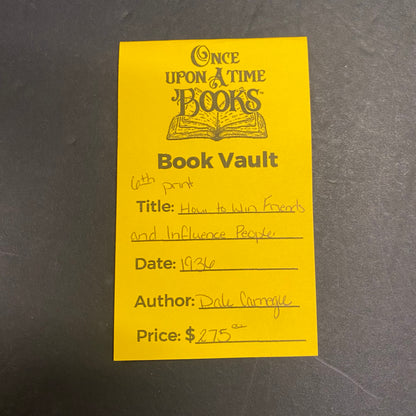 Once
upon A time
Books™
Book Vault
6th print
Title: How to Win Friends
and Influence People
Date: 1936
Author: Dale Carnegie
Price: $ 275 00